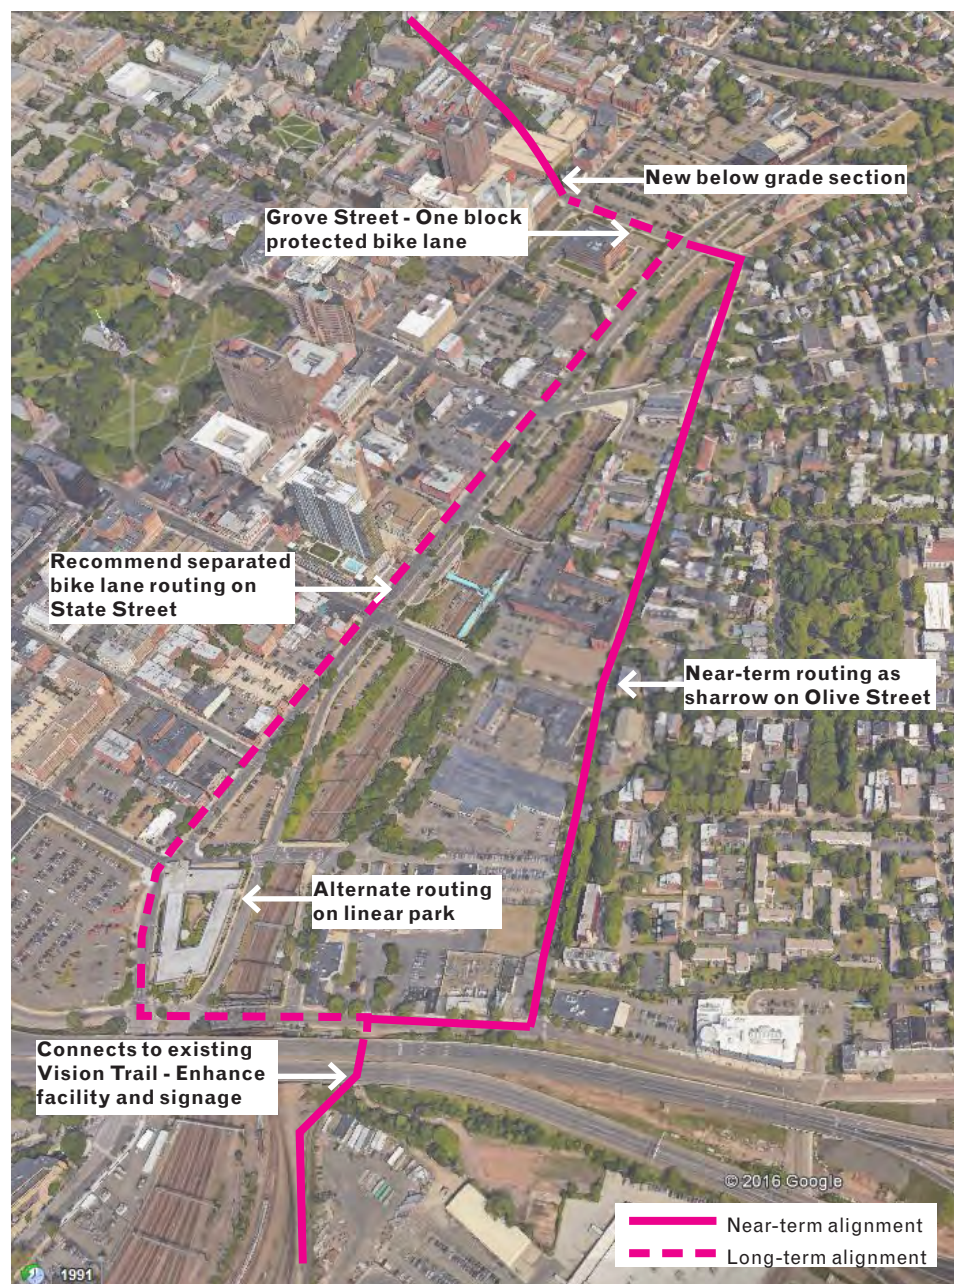 New below grade section
Grove Street - One block
protected bike lane
Recommend separated
bike lane routing on
State Street
Near-term routing as
sharrow on Olive Street
Alternate routing
on linear park
Connects to existing
Vision Trail - Enhance
facility and signage
© 2016 Google
Near-term alignment
Long-term alignment
1991